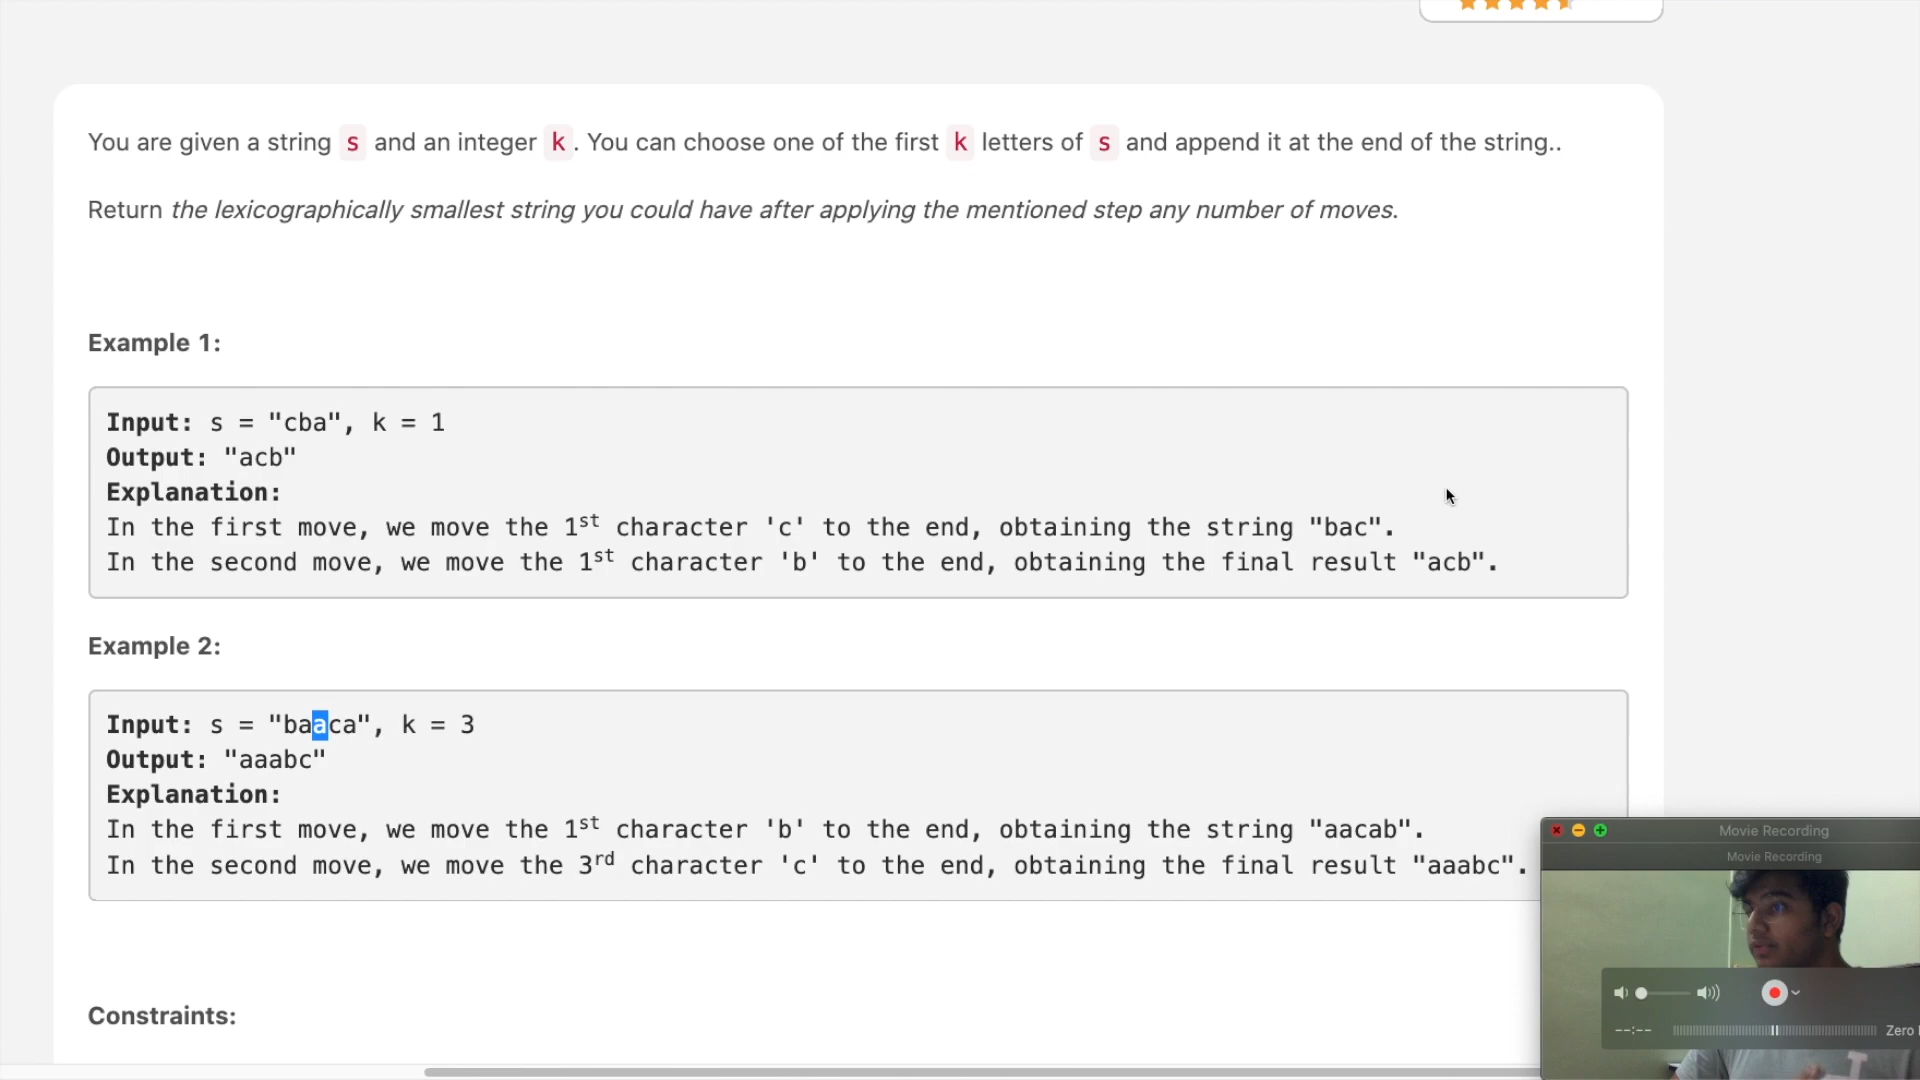 You are given a string s and an integer k. You can choose one of the first k letters of s and append it at the end of the string..
Return the lexicographically smallest string you could have after applying the mentioned step any number of moves.
Example 1:
Input: s = "cba", k = 1
Output: "acb"
Explanation:
In the first move, we move the 1st character 'c' to the end, obtaining the string "bac".
In the second move, we move the 1st character 'b' to the end, obtaining the final result "acb".
Example 2:
Input: s = "baaca", k = 3
Output: "aaabc"
Explanation:
In the first move, we move the 1st character 'b' to the end, obtaining the string "aacab".
In the second move, we move the 3rd character 'c' to the end, obtaining the final result "aaabc".
Constraints:
Movie Recording
Movie Recording
--:--
Zero